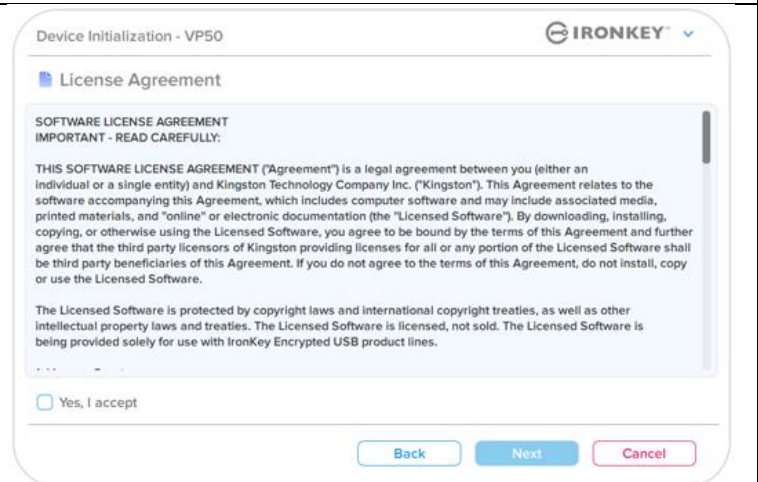 Device Initialization - VP50
IRONKEY™
License Agreement
SOFTWARE LICENSE AGREEMENT
IMPORTANT - READ CAREFULLY:
THIS SOFTWARE LICENSE AGREEMENT ("Agreement") is a legal agreement between you (either an
individual or a single entity) and Kingston Technology Company Inc. ("Kingston"). This Agreement relates to the
software accompanying this Agreement, which includes computer software and may include associated media,
printed materials, and "online" or electronic documentation (the "Licensed Software"). By downloading, installing,
copying, or otherwise using the Licensed Software, you agree to be bound by the terms of this Agreement and further
agree that the third party licensors of Kingston providing licenses for all or any portion of the Licensed Software shall
be third party beneficiaries of this Agreement. If you do not agree to the terms of this Agreement, do not install, copy
or use the Licensed Software.
The Licensed Software is protected by copyright laws and international copyright treaties, as well as other
intellectual property laws and treaties. The Licensed Software is licensed, not sold. The Licensed Software is
being provided solely for use with IronKey Encrypted USB product lines.
Yes, I accept
Back
Next
Cancel